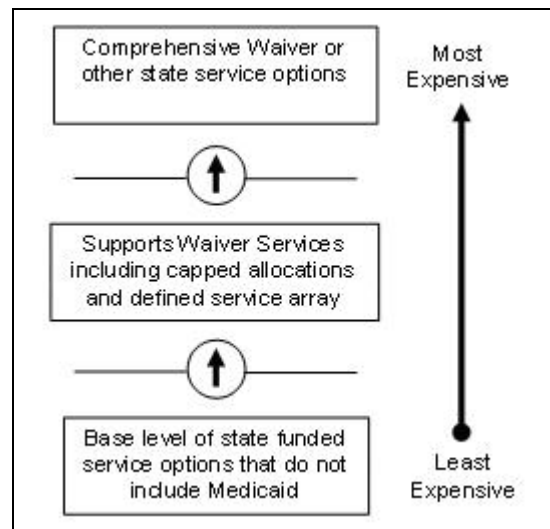 Comprehensive Waiver or
other state service options
Most
Expensive
Supports Waiver Services
including capped allocations
and defined service array
Base level of state funded
service options that do not
include Medicaid
Least
Expensive